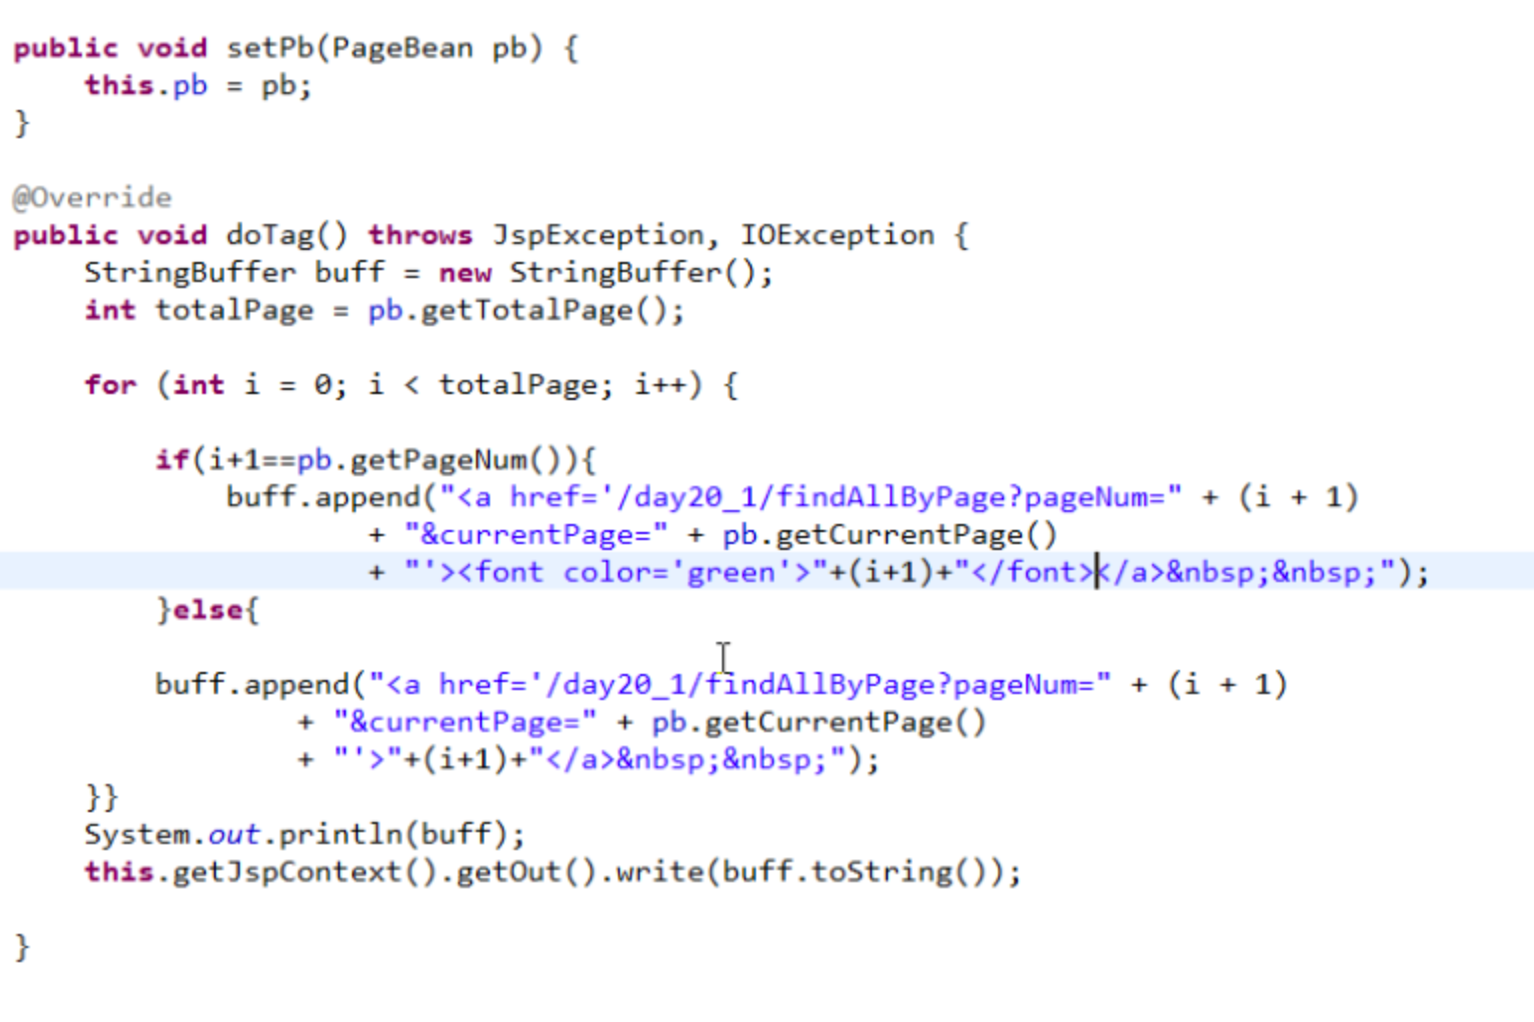 public void setPb(PageBean pb) {
    this.pb = pb;
}
@Override
public void doTag() throws JspException, IOException {
    StringBuffer buff = new StringBuffer();
    int totalPage = pb.getTotalPage();
    for (int i = 0; i < totalPage; i++) {
        if(i+1==pb.getPageNum()){
            buff.append("<a href='/day20_1/findAllByPage?pageNum=" + (i + 1)
                    + "&currentPage=" + pb.getCurrentPage()
                    + "'><font color='green'>"+(i+1)+"</font></a>&nbsp;&nbsp;");
        }else{
        buff.append("<a href='/day20_1/findAllByPage?pageNum=" + (i + 1)
                + "&currentPage=" + pb.getCurrentPage()
                + "'>"+(i+1)+"</a>&nbsp;&nbsp;");
    }}
    System.out.println(buff);
    this.getJspContext().getOut().write(buff.toString());
}